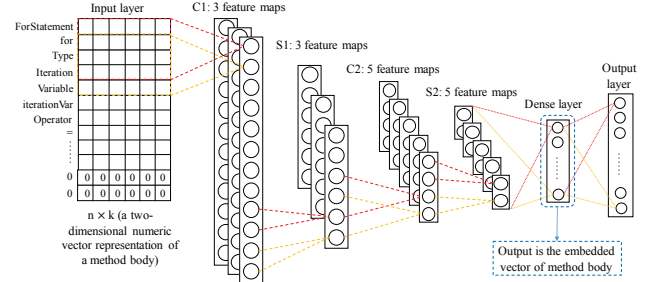 Input layer
C1: 3 feature maps
S1: 3 feature maps
C2: 5 feature maps
S2: 5 feature maps
Dense layer
Output
layer
ForStatement
for
Type
Iteration
Variable
iterationVar
Operator
=
0 0 0 0 0 0 0 0
0 0 0 0 0 0 0 0
n × k (a two-
dimensional numeric
vector representation of
a method body)
Output is the embedded
vector of method body